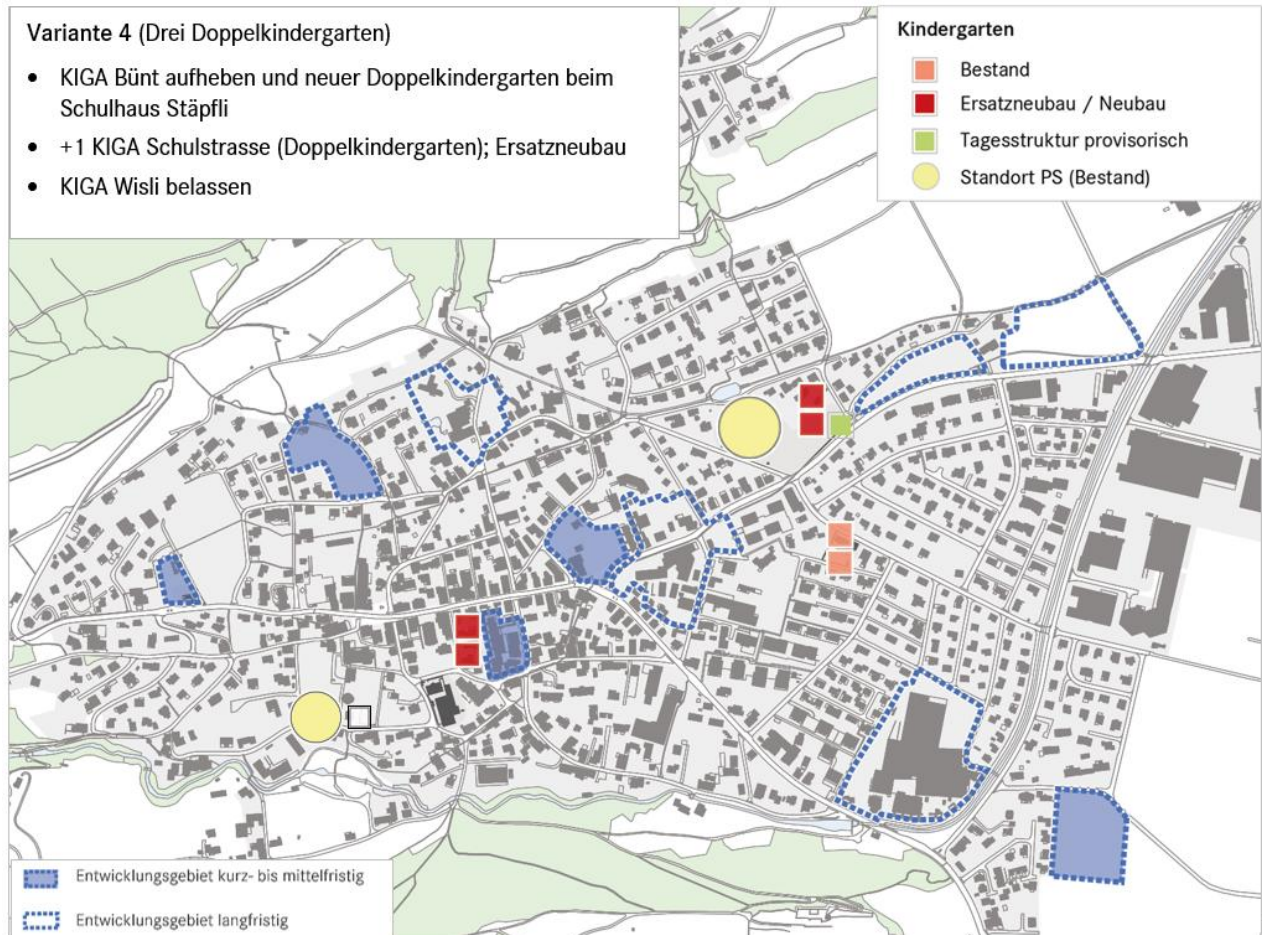 Variante 4 (Drei Doppelkindergarten)
• KIGA Bünt aufheben und neuer Doppelkindergarten beim
Schulhaus Stäpfli
• +1 KIGA Schulstrasse (Doppelkindergarten); Ersatzneubau
• KIGA Wisli belassen
Kindergarten
Bestand
Ersatzneubau / Neubau
Tagesstruktur provisorisch
Standort PS (Bestand)
Entwicklungsgebiet kurz- bis mittelfristig
Entwicklungsgebiet langfristig